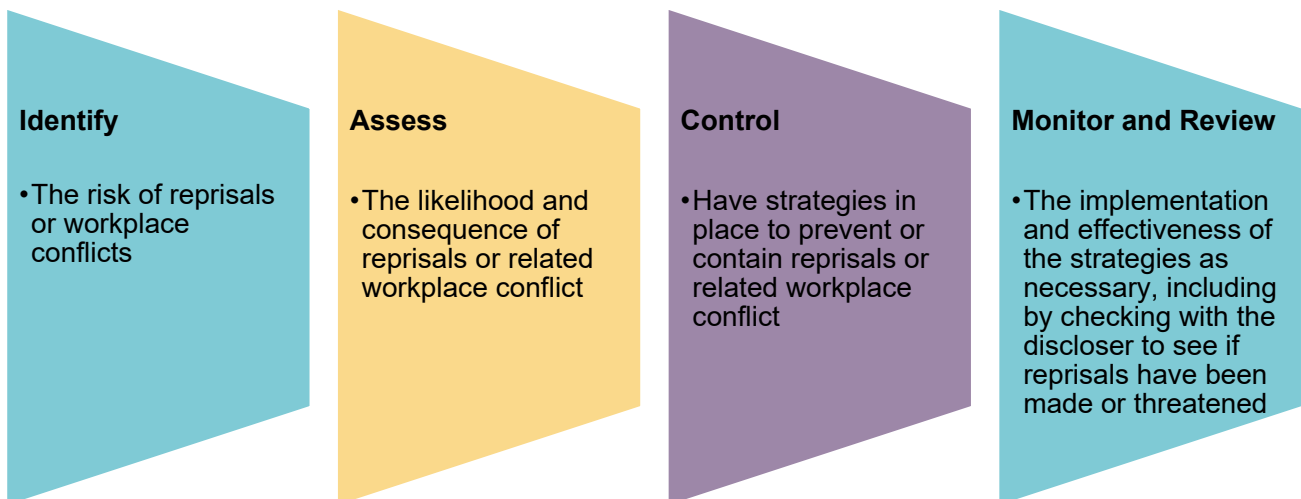 Identify
•The risk of reprisals
or workplace
conflicts
Assess
•The likelihood and
consequence of
reprisals or related
workplace conflict
Control
•Have strategies in
place to prevent or
contain reprisals or
related workplace
conflict
Monitor and Review
•The implementation
and effectiveness of
the strategies as
necessary, including
by checking with the
discloser to see if
reprisals have been
made or threatened